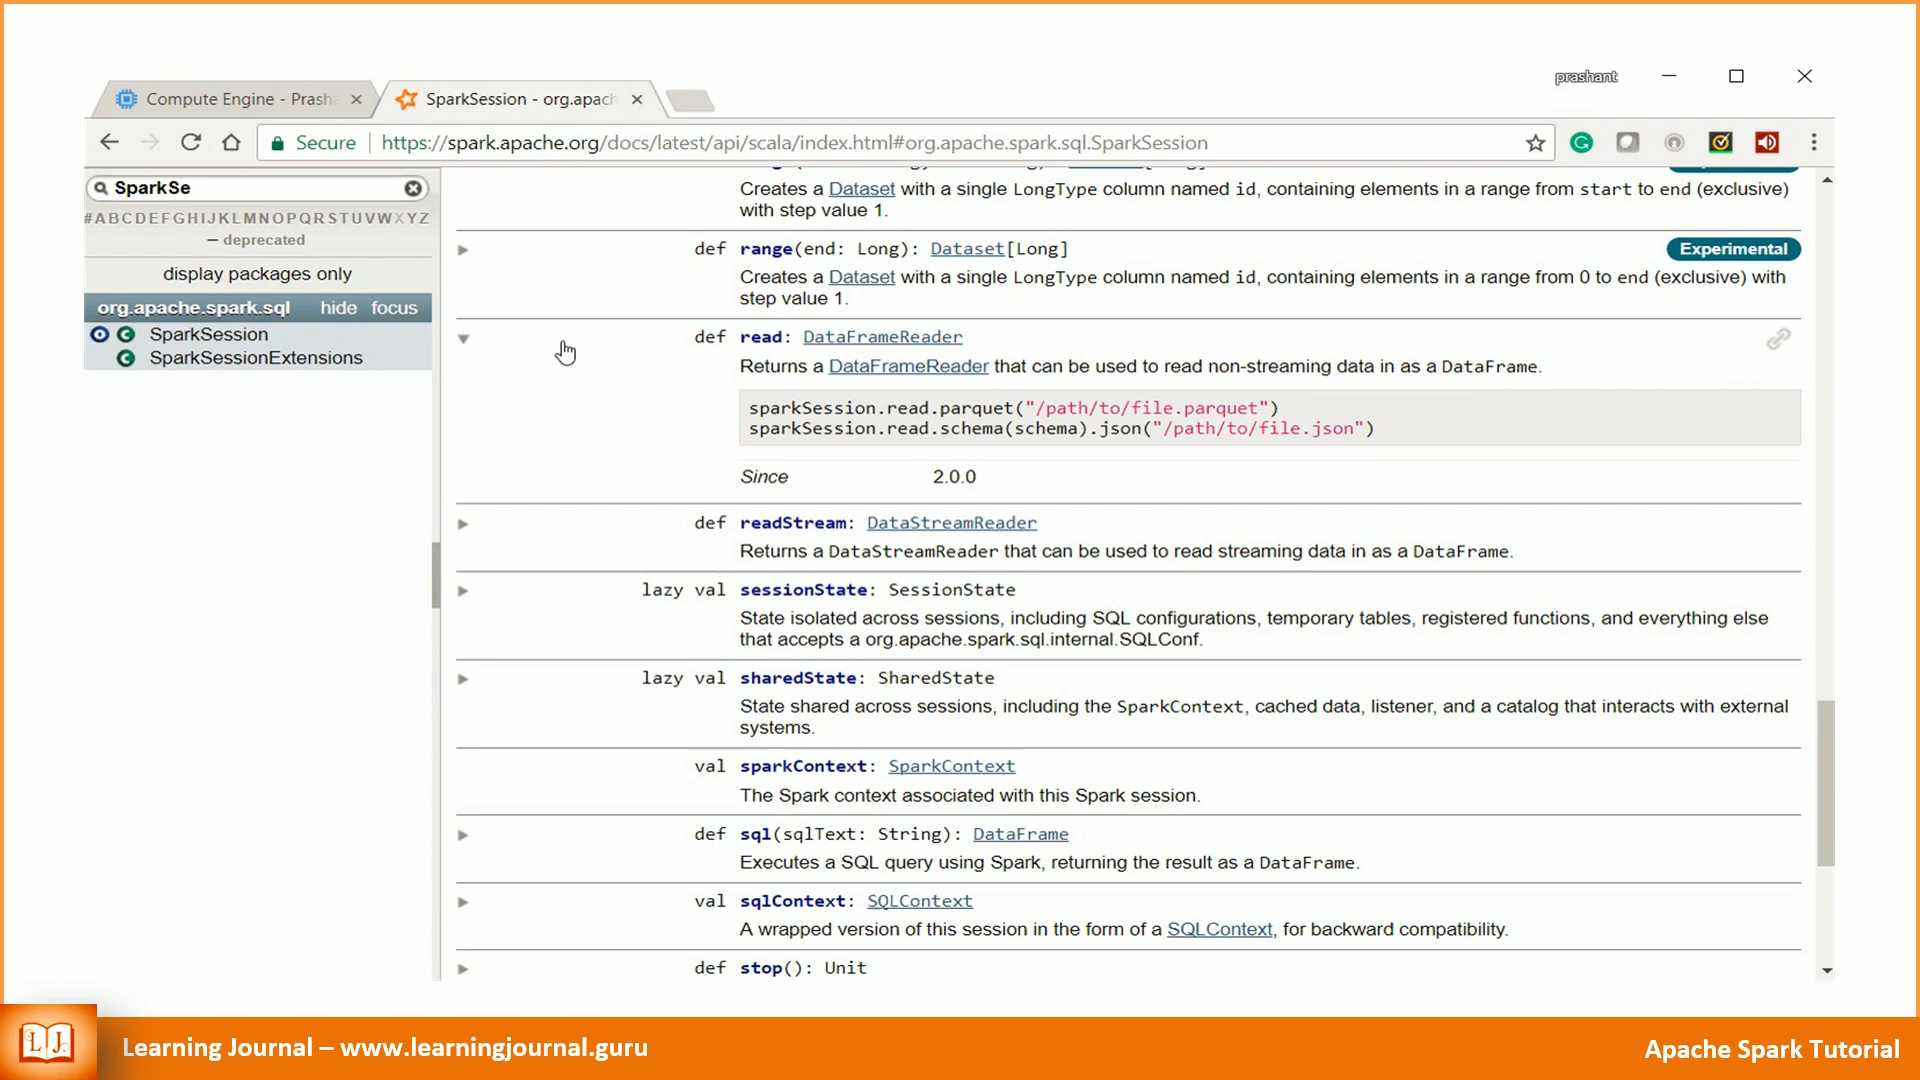 prashant
Compute Engine - Prasha
SparkSession - org.apach
Secure
https://spark.apache.org/docs/latest/api/scala/index.html#org.apache.spark.sql.SparkSession
SparkSe
#ABCDEFGHIJKLMNOPQRSTUVWXYZ
– deprecated
display packages only
org.apache.spark.sql hide focus
SparkSession
SparkSessionExtensions
Creates a Dataset with a single LongType column named id, containing elements in a range from start to end (exclusive)
with step value 1.
def range(end: Long): Dataset[Long]
Experimental
Creates a Dataset with a single LongType column named id, containing elements in a range from 0 to end (exclusive) with
step value 1.
def read: DataFrameReader
Returns a DataFrameReader that can be used to read non-streaming data in as a DataFrame.
sparkSession.read.parquet("/path/to/file.parquet")
sparkSession.read.schema(schema).json("/path/to/file.json")
Since 2.0.0
def readStream: DataStreamReader
Returns a DataStreamReader that can be used to read streaming data in as a DataFrame.
lazy val sessionState: SessionState
State isolated across sessions, including SQL configurations, temporary tables, registered functions, and everything else
that accepts a org.apache.spark.sql.internal.SQLConf.
lazy val sharedState: SharedState
State shared across sessions, including the SparkContext, cached data, listener, and a catalog that interacts with external
systems.
val sparkContext: SparkContext
The Spark context associated with this Spark session.
def sql(sqlText: String): DataFrame
Executes a SQL query using Spark, returning the result as a DataFrame.
val sqlContext: SQLContext
A wrapped version of this session in the form of a SQLContext, for backward compatibility.
def stop(): Unit
LJ
Learning Journal – www.learningjournal.guru
Apache Spark Tutorial